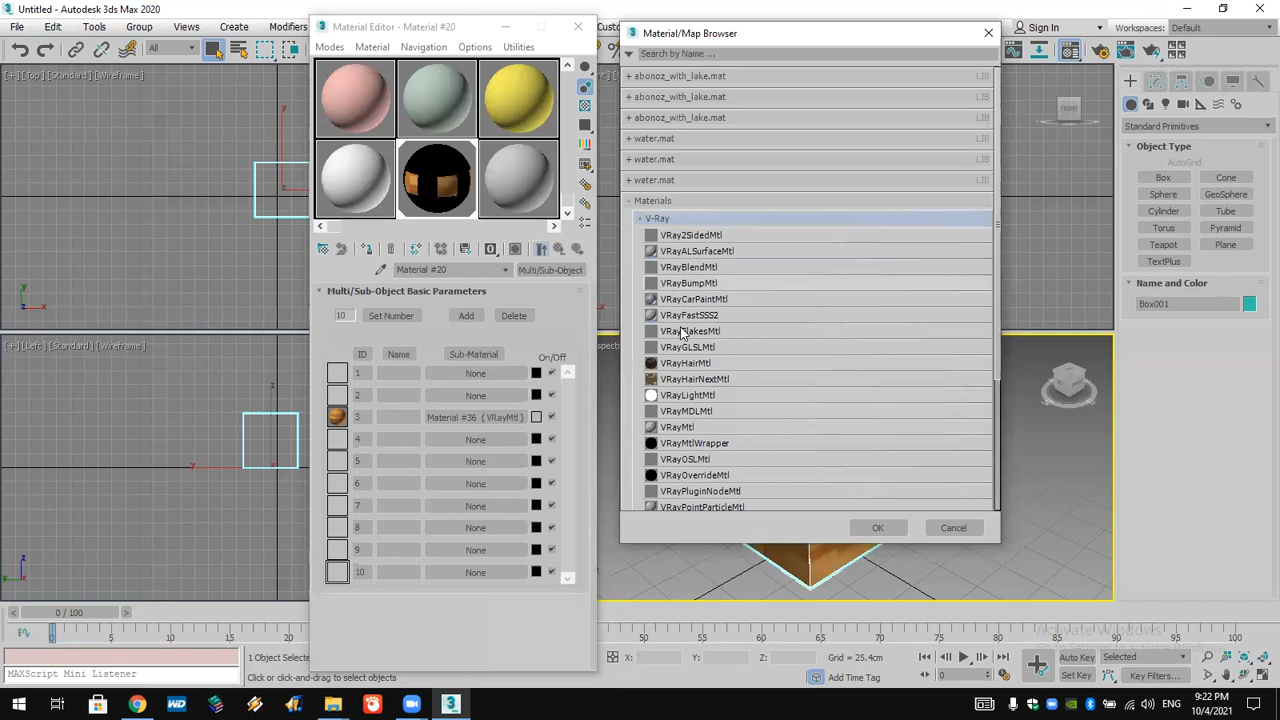 Untitled - Autodesk 3ds Max 2020
File Edit Tools Group Views Create
Sign In Workspaces: Default
All
[+] [Top] [Standard] [Wireframe]
[+] [Left] [Standard] [Wireframe]
Material Editor - Material #20
Modes Material Navigation Options Utilities
Material #20 Multi/Sub-Object
Multi/Sub-Object Basic Parameters
10 Set Number Add Delete
ID Name Sub-Material On/Off
1 None
2 None
3 Material #36 ( VRayMtl )
4 None
5 None
6 None
7 None
8 None
9 None
10 None
Material/Map Browser
Search by Name ...
+ abonoz_with_lake.mat LIB
+ abonoz_with_lake.mat LIB
+ abonoz_with_lake.mat LIB
+ water.mat LIB
+ water.mat LIB
+ water.mat LIB
- Materials
- V-Ray
VRay2SidedMtl
VRayALSurfaceMtl
VRayBlendMtl
VRayBumpMtl
VRayCarPaintMtl
VRayFastSSS2
VRayFlakesMtl
VRayGLSLMtl
VRayHairMtl
VRayHairNextMtl
VRayLightMtl
VRayMDLMtl
VRayMtl
VRayMtlWrapper
VRayOSLMtl
VRayOverrideMtl
VRayPluginNodeMtl
VRayPointParticleMtl
OK Cancel
FRONT
Standard Primitives
Object Type
AutoGrid
Box Cone
Sphere GeoSphere
Cylinder Tube
Torus Pyramid
Teapot Plane
TextPlus
Name and Color
Box001
0 / 100
0 5 10 15 20 50 55 60 65 70 75 80 85 90 95 100
Activate Windows
MAXScript Mini Listener
1 Object Selected
Click or click-and-drag to select objects
X: Y: Z: Grid = 25.4cm
Add Time Tag
0
Auto Key Selected
Set Key Key Filters...
ENG
9:22 PM
10/4/2021